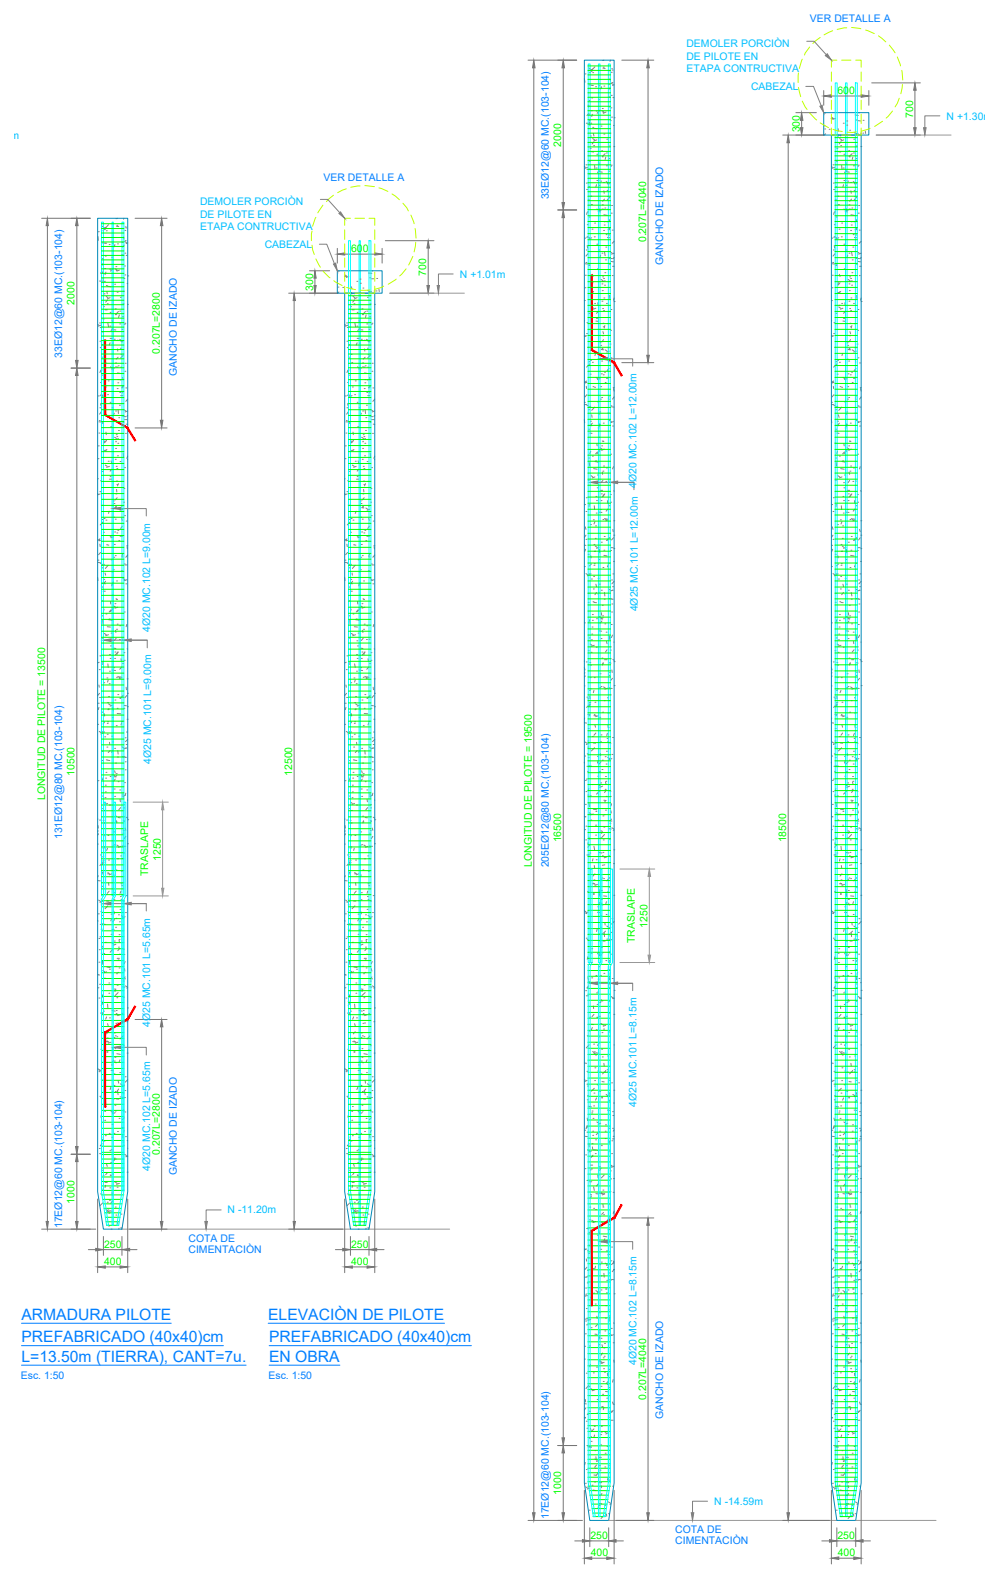 n
VER DETALLE A
DEMOLER PORCIÓN
DE PILOTE EN
ETAPA CONTRUCTIVA
CABEZAL
600
300
700
N +1.01m
33EØ12@60 MC.(103-104)
2000
0.207L=2800
GANCHO DE IZADO
4Ø20 MC.102 L=9.00m
4Ø25 MC.101 L=9.00m
LONGITUD DE PILOTE = 13500
131EØ12@80 MC.(103-104)
10500
12500
TRASLAPE
1250
4Ø25 MC.101 L=5.65m
4Ø20 MC.102 L=5.65m
0.207L=2800
GANCHO DE IZADO
17EØ12@60 MC.(103-104)
1000
N -11.20m
COTA DE
CIMENTACIÓN
250
400
250
400
ARMADURA PILOTE
PREFABRICADO (40x40)cm
L=13.50m (TIERRA), CANT=7u.
Esc. 1:50
ELEVACIÒN DE PILOTE
PREFABRICADO (40x40)cm
EN OBRA
Esc. 1:50
VER DETALLE A
DEMOLER PORCIÓN
DE PILOTE EN
ETAPA CONTRUCTIVA
CABEZAL
600
300
700
N +1.30
33EØ12@60 MC.(103-104)
2000
0.207L=4040
GANCHO DE IZADO
4Ø20 MC.102 L=12.00m
4Ø25 MC.101 L=12.00m
LONGITUD DE PILOTE = 19500
205EØ12@80 MC.(103-104)
16500
18500
TRASLAPE
1250
4Ø25 MC.101 L=8.15m
4Ø20 MC.102 L=8.15m
0.207L=4040
GANCHO DE IZADO
17EØ12@60 MC.(103-104)
1000
N -14.59m
COTA DE
CIMENTACIÓN
250
400
250
400